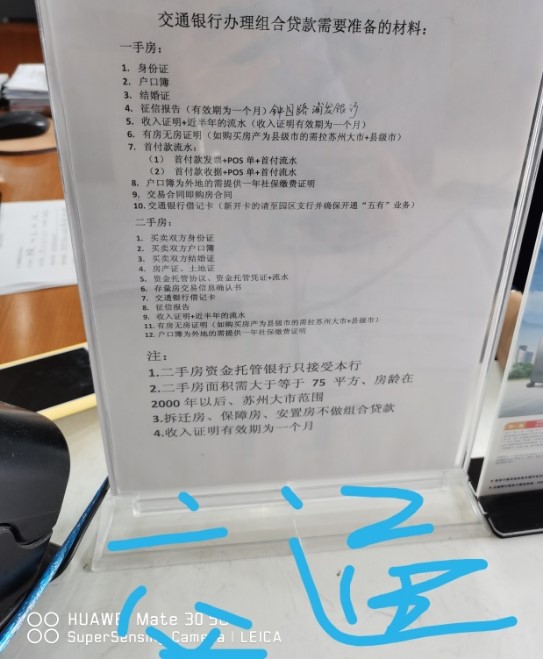 交通银行办理组合贷款需要准备的材料：
一手房：
1. 身份证
2. 户口簿
3. 结婚证
4. 征信报告（有效期为一个月）钟园路浦发银行
5. 收入证明+近半年的流水（收入证明有效期为一个月）
6. 有房无房证明（如购买房产为县级市的需拉苏州大市+县级市）
7. 首付款流水：
（1） 首付款发票+POS 单+首付流水
（2） 首付款收据+POS 单+首付流水
8. 户口簿为外地的需提供一年社保缴费证明
9. 交易合同即购房合同
10. 交通银行借记卡（新开卡的请至园区支行并确保开通“五有”业务）
二手房：
1. 买卖双方身份证
2. 买卖双方户口簿
3. 买卖双方结婚证
4. 房产证、土地证
5. 资金托管协议、资金托管凭证+流水
6. 存量房交易信息确认书
7. 交通银行借记卡
8. 征信报告
9. 收入证明+近半年的流水
11. 有房无房证明（如购买房产为县级市的需拉苏州大市+县级市）
12. 户口簿为外地的需提供一年社保缴费证明
注：
1.二手房资金托管银行只接受本行
2.二手房面积需大于等于 75 平方、房龄在
2000 年以后、苏州大市范围
3.拆迁房、保障房、安置房不做组合贷款
4.收入证明有效期为一个月
交通
HUAWEI Mate 30 5G
SuperSensing Camera | LEICA